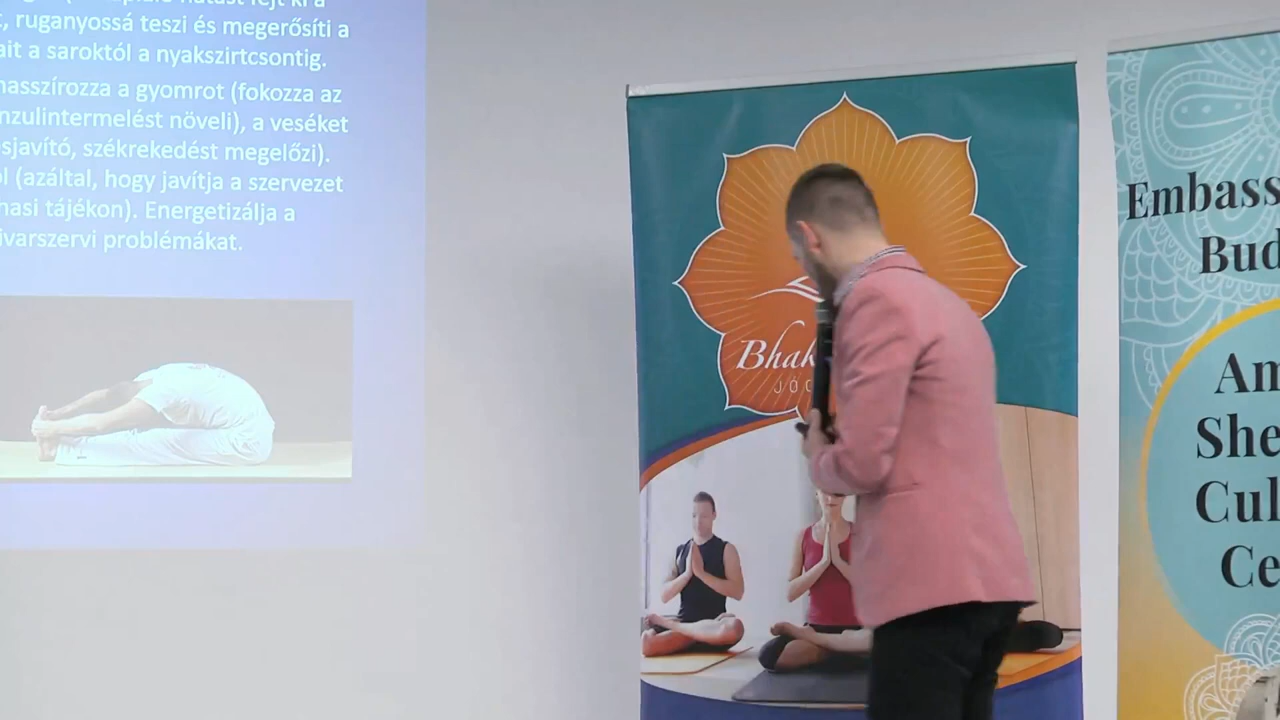 t, ruganyossá teszi és megerősíti a
ait a saroktól a nyakszirtcsontig.
masszírozza a gyomrot (fokozza az
nzulintermelést növeli), a veséket
sjavító, székrekedést megelőzi).
ol (azáltal, hogy javítja a szervezet
hasi tájékon). Energetizálja a
ivarszervi problémákat.
Bhak
JÓG
Embass
Bud
Am
She
Cul
Ce